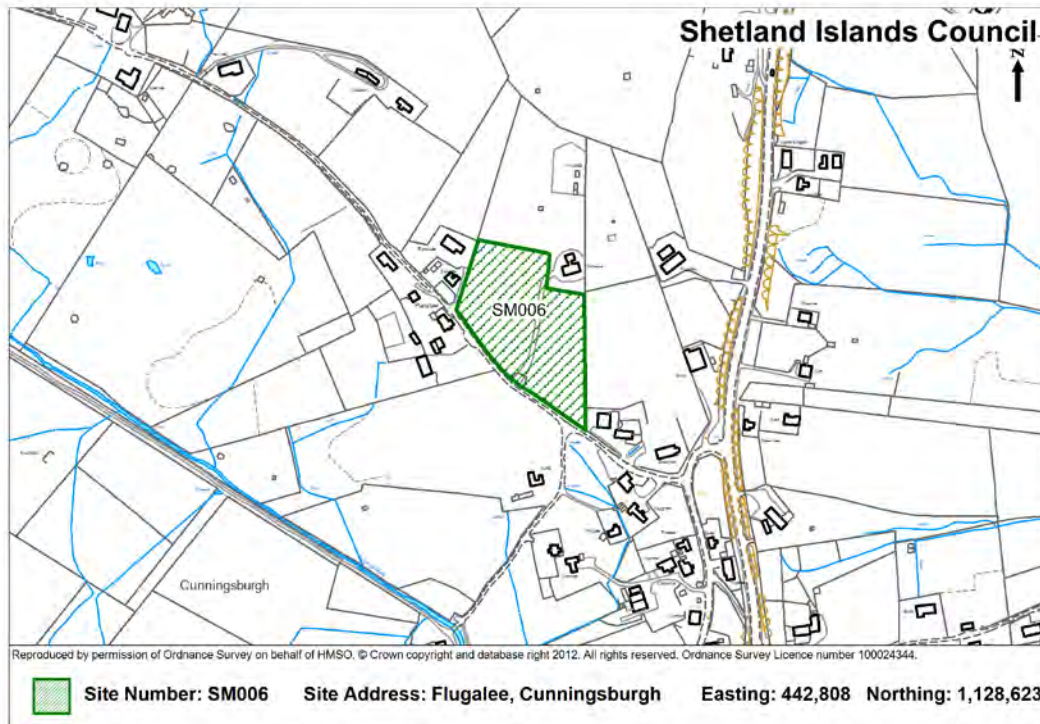 Shetland Islands Council
N
SM006
Cunningsburgh
Reproduced by permission of Ordnance Survey on behalf of HMSO. © Crown copyright and database right 2012. All rights reserved. Ordnance Survey Licence number 100024344.
Site Number: SM006 Site Address: Flugalee, Cunningsburgh Easting: 442,808 Northing: 1,128,623